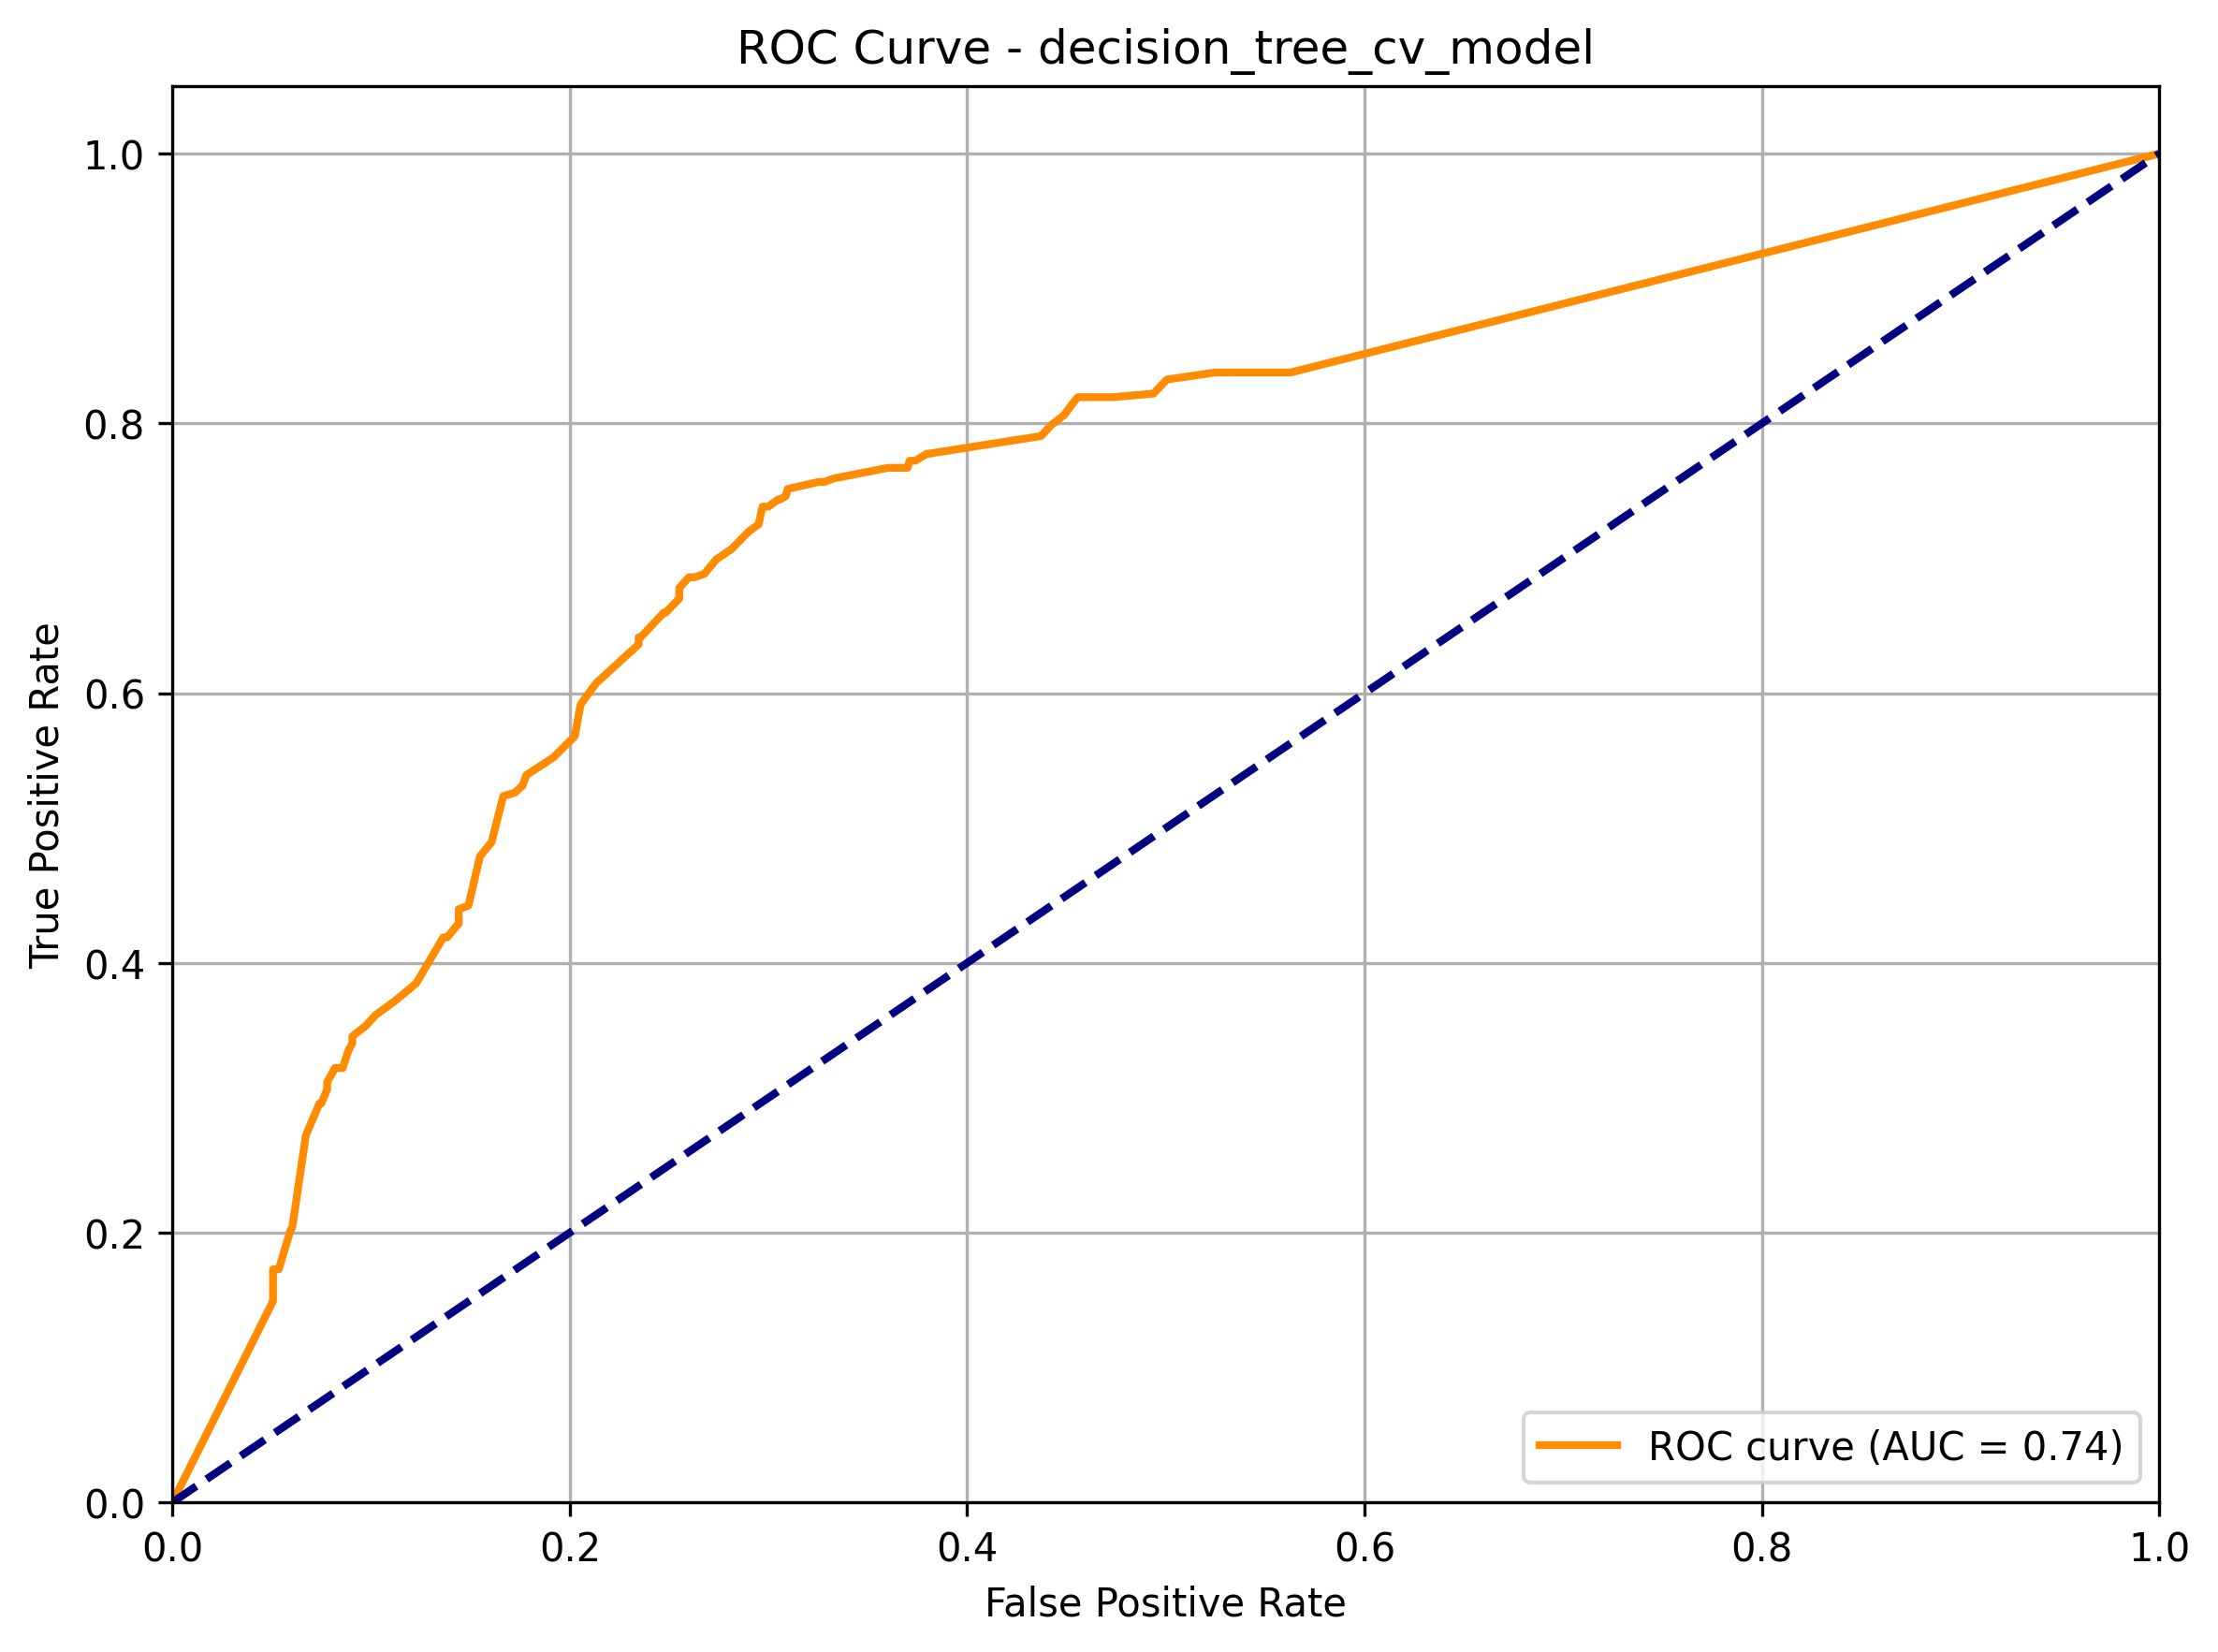 ROC Curve - decision_tree_cv_model
1.0
0.8
0.6
0.4
0.2
0.0
True Positive Rate
0.0 0.2 0.4 0.6 0.8 1.0
False Positive Rate
ROC curve (AUC = 0.74)